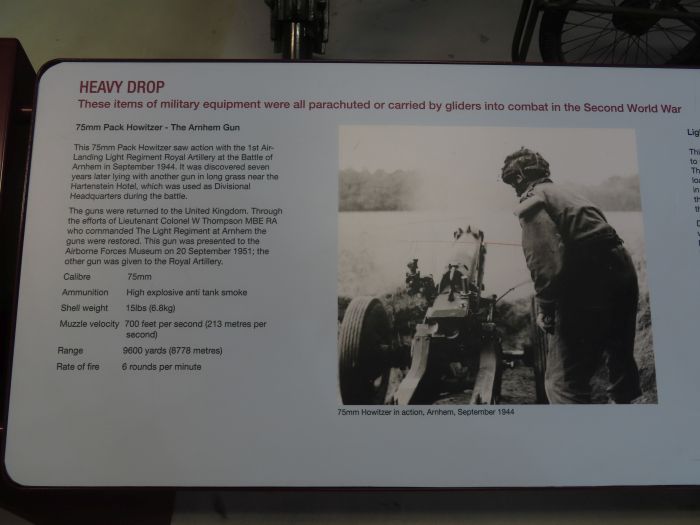 HEAVY DROP
These items of military equipment were all parachuted or carried by gliders into combat in the Second World War
75mm Pack Howitzer - The Arnhem Gun
This 75mm Pack Howitzer saw action with the 1st Air-
Landing Light Regiment Royal Artillery at the Battle of
Arnhem in September 1944. It was discovered seven
years later lying with another gun in long grass near the
Hartenstein Hotel, which was used as Divisional
Headquarters during the battle.
The guns were returned to the United Kingdom. Through
the efforts of Lieutenant Colonel W Thompson MBE RA
who commanded The Light Regiment at Arnhem the
guns were restored. This gun was presented to the
Airborne Forces Museum on 20 September 1951; the
other gun was given to the Royal Artillery.
Calibre 75mm
Ammunition High explosive anti tank smoke
Shell weight 15lbs (6.8kg)
Muzzle velocity 700 feet per second (213 metres per
second)
Range 9600 yards (8778 metres)
Rate of fire 6 rounds per minute
75mm Howitzer in action, Arnhem, September 1944